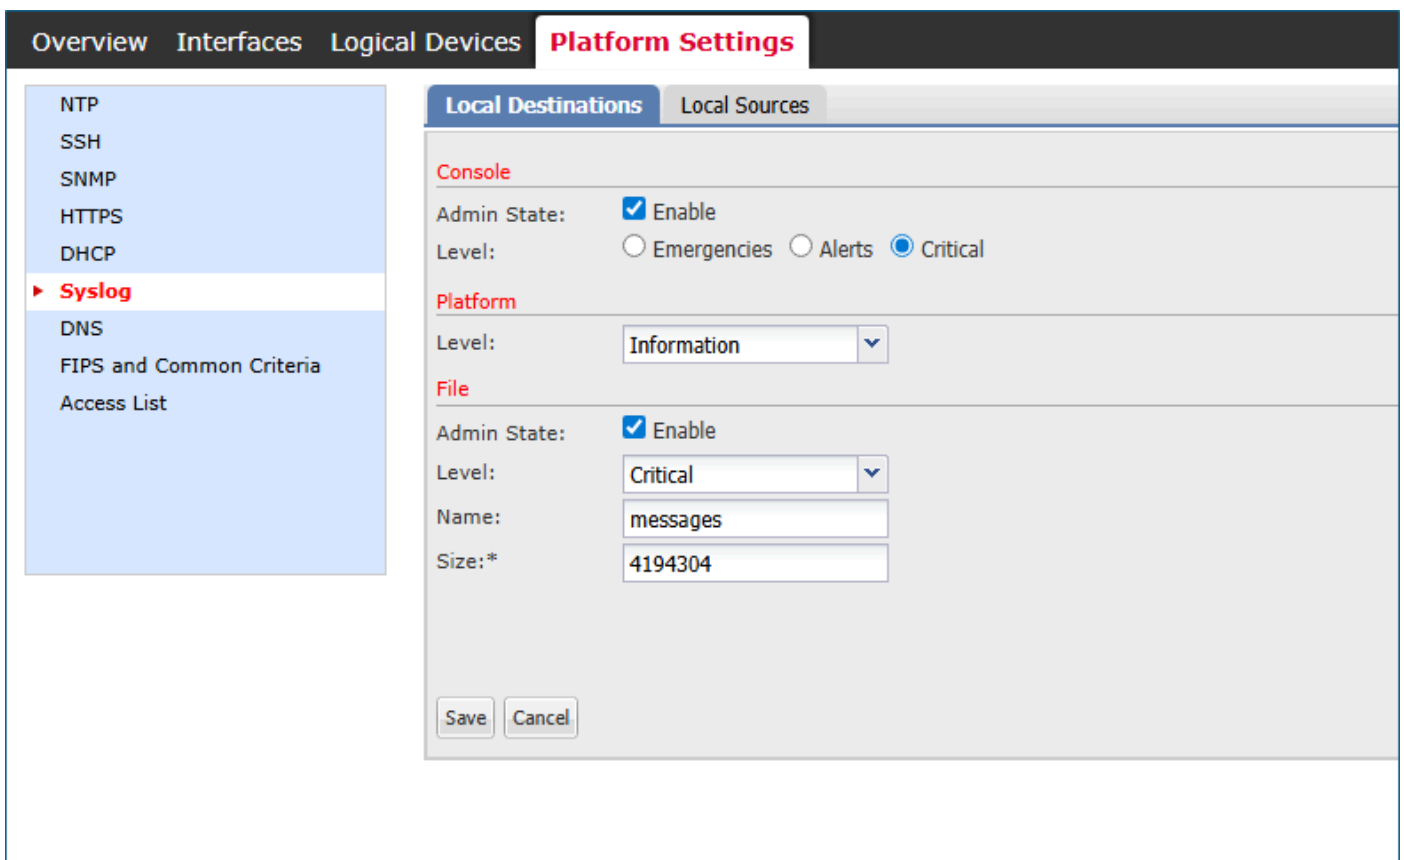 Overview Interfaces Logical Devices Platform Settings
NTP
SSH
SNMP
HTTPS
DHCP
Syslog
DNS
FIPS and Common Criteria
Access List
Local Destinations Local Sources
Console
Admin State: Enable
Level: Emergencies Alerts Critical
Platform
Level: Information
File
Admin State: Enable
Level: Critical
Name: messages
Size:* 4194304
Save Cancel